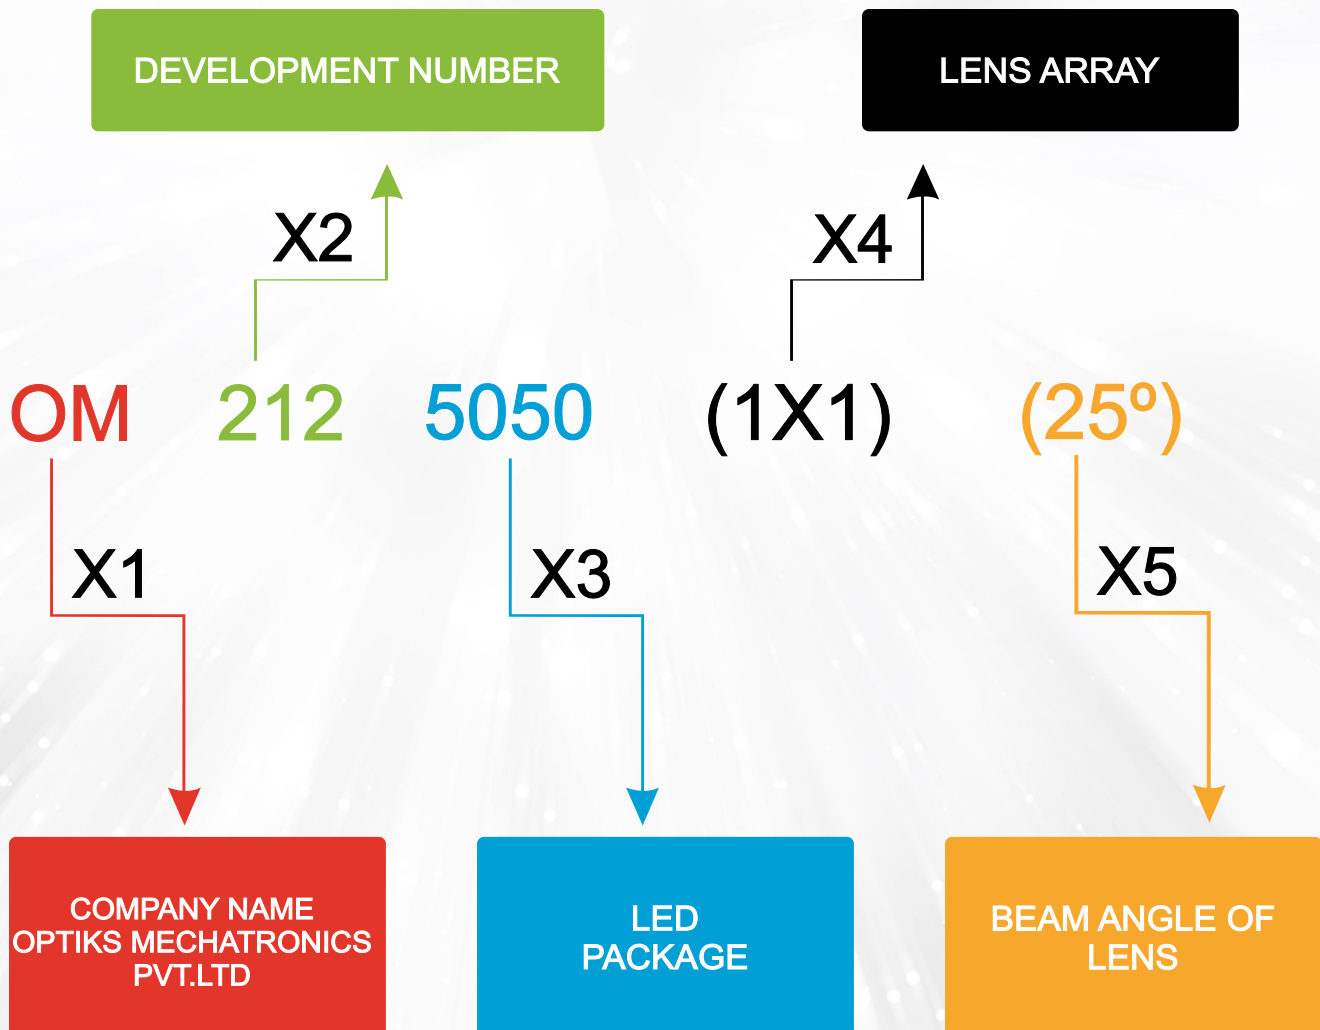 DEVELOPMENT NUMBER
LENS ARRAY
X2
X4
OM 212 5050 (1X1) (25º)
X1
X3
X5
COMPANY NAME
OPTIKS MECHATRONICS
PVT.LTD
LED
PACKAGE
BEAM ANGLE OF
LENS